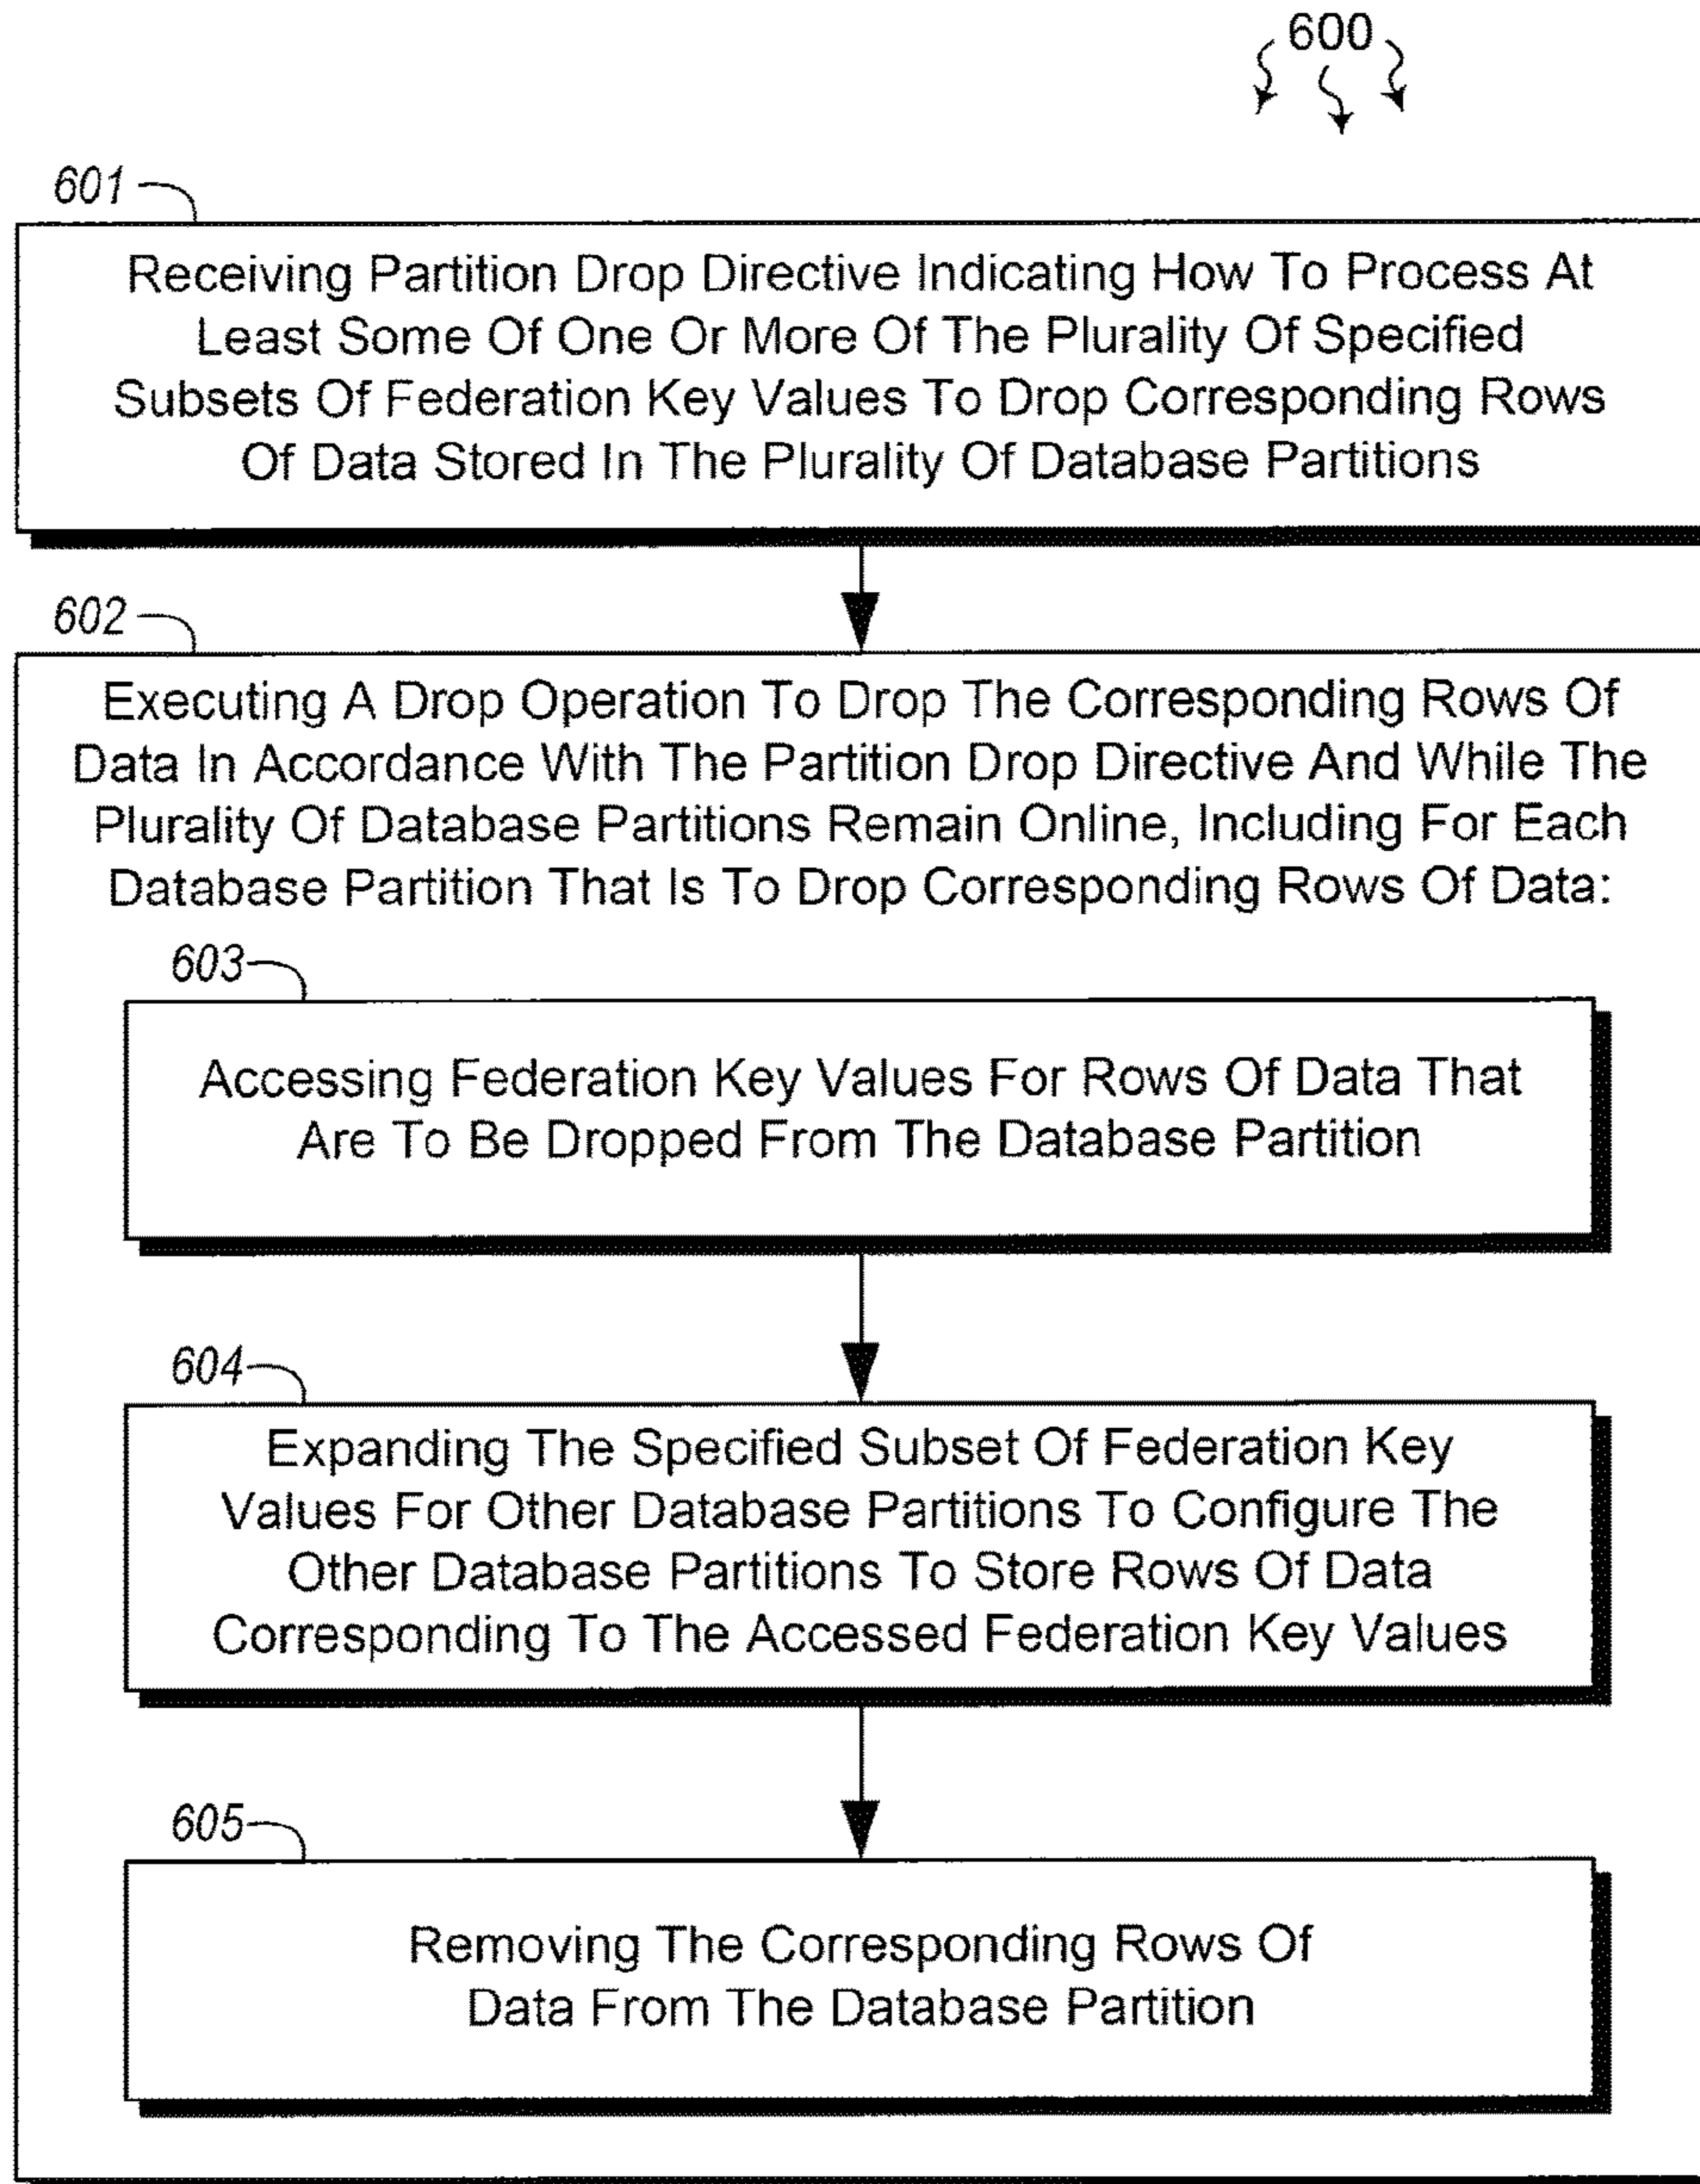 600
601
Receiving Partition Drop Directive Indicating How To Process At
Least Some Of One Or More Of The Plurality Of Specified
Subsets Of Federation Key Values To Drop Corresponding Rows
Of Data Stored In The Plurality Of Database Partitions
602
Executing A Drop Operation To Drop The Corresponding Rows Of
Data In Accordance With The Partition Drop Directive And While The
Plurality Of Database Partitions Remain Online, Including For Each
Database Partition That Is To Drop Corresponding Rows Of Data:
603
Accessing Federation Key Values For Rows Of Data That
Are To Be Dropped From The Database Partition
604
Expanding The Specified Subset Of Federation Key
Values For Other Database Partitions To Configure The
Other Database Partitions To Store Rows Of Data
Corresponding To The Accessed Federation Key Values
605
Removing The Corresponding Rows Of
Data From The Database Partition